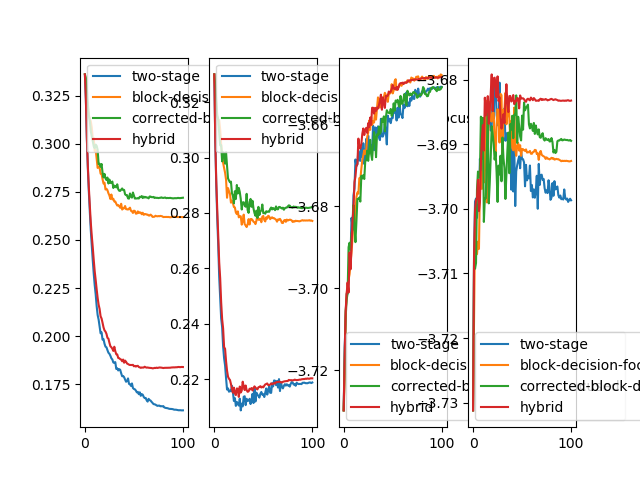 two-stage
block-decis
corrected-b
hybrid
0.325
0.300
0.275
0.250
0.225
0.200
0.175
0
100
two-stage
block-decis
corrected-b
hybrid
0.32
0.30
0.28
0.26
0.24
0.22
0
100
ocus
−3.66
−3.68
−3.70
−3.72
two-stage
block-decis
corrected-b
hybrid
0
100
−3.68
−3.69
−3.70
−3.71
−3.72
−3.73
two-stage
block-decision-foc
corrected-block-d
hybrid
0
100